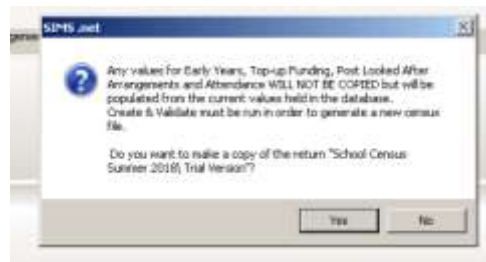 SIMS .net
Any values for Early Years, Top-up Funding, Post Looked After
Arrangements and Attendance WILL NOT BE COPIED but will be
populated from the current values held in the database.
Create & Validate must be run in order to generate a new census
file.
Do you want to make a copy of the return "School Census
Summer 2018\ Trial Version"?
Yes
No